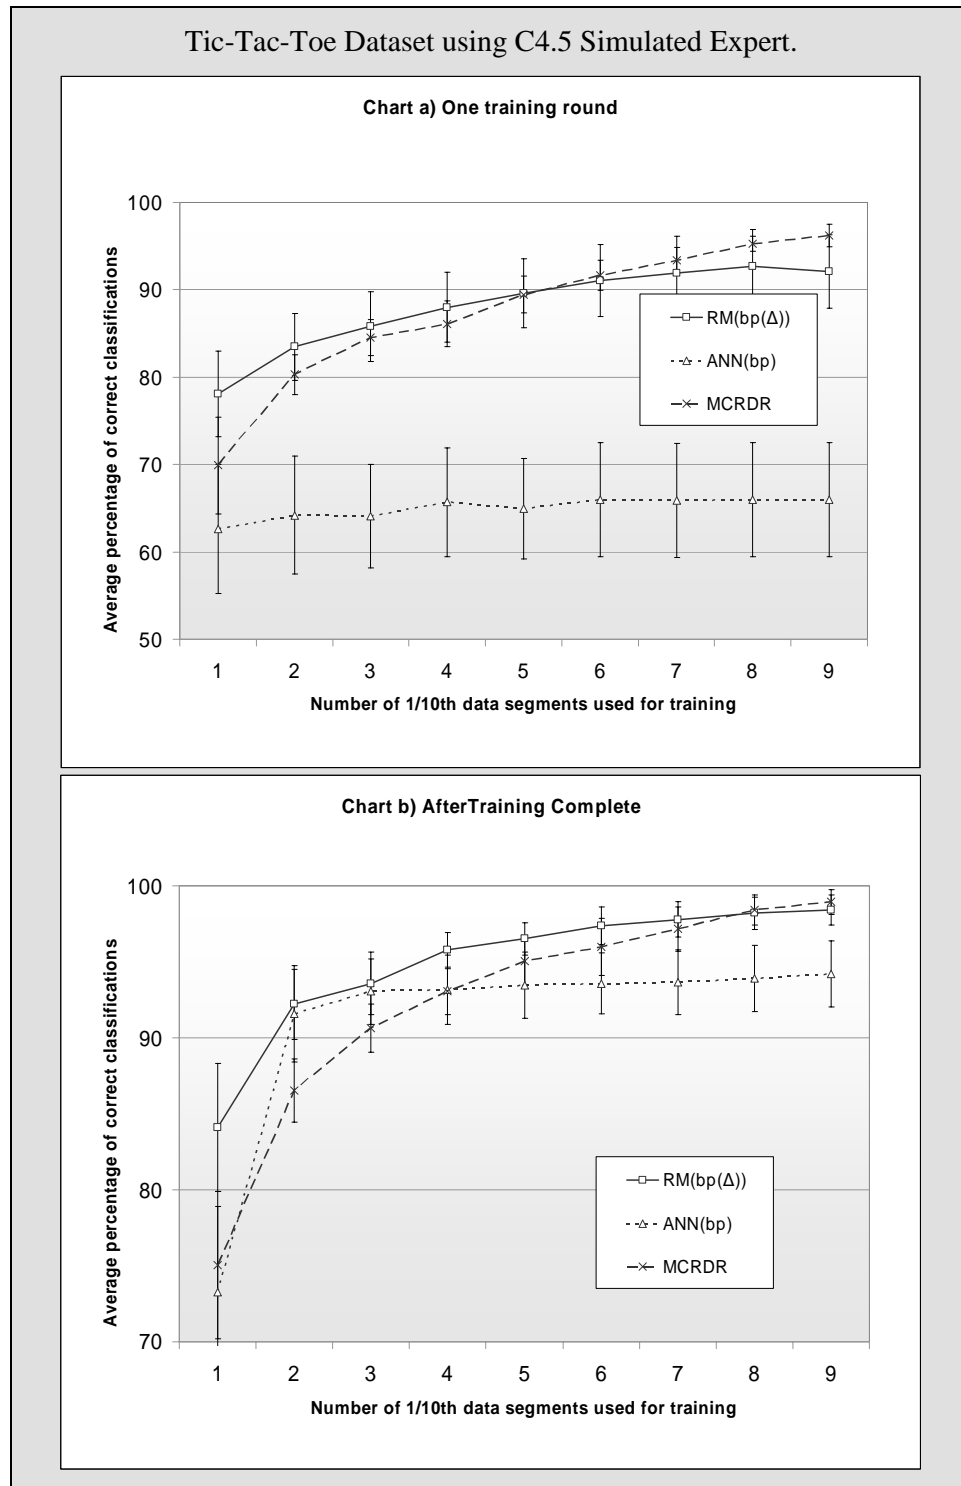 Tic-Tac-Toe Dataset using C4.5 Simulated Expert.
Chart a) One training round
Average percentage of correct classifications
100
90
80
70
60
50
RM(bp(Δ))
ANN(bp)
MCRDR
1 2 3 4 5 6 7 8 9
Number of 1/10th data segments used for training
Chart b) AfterTraining Complete
Average percentage of correct classifications
100
90
80
70
RM(bp(Δ))
ANN(bp)
MCRDR
1 2 3 4 5 6 7 8 9
Number of 1/10th data segments used for training